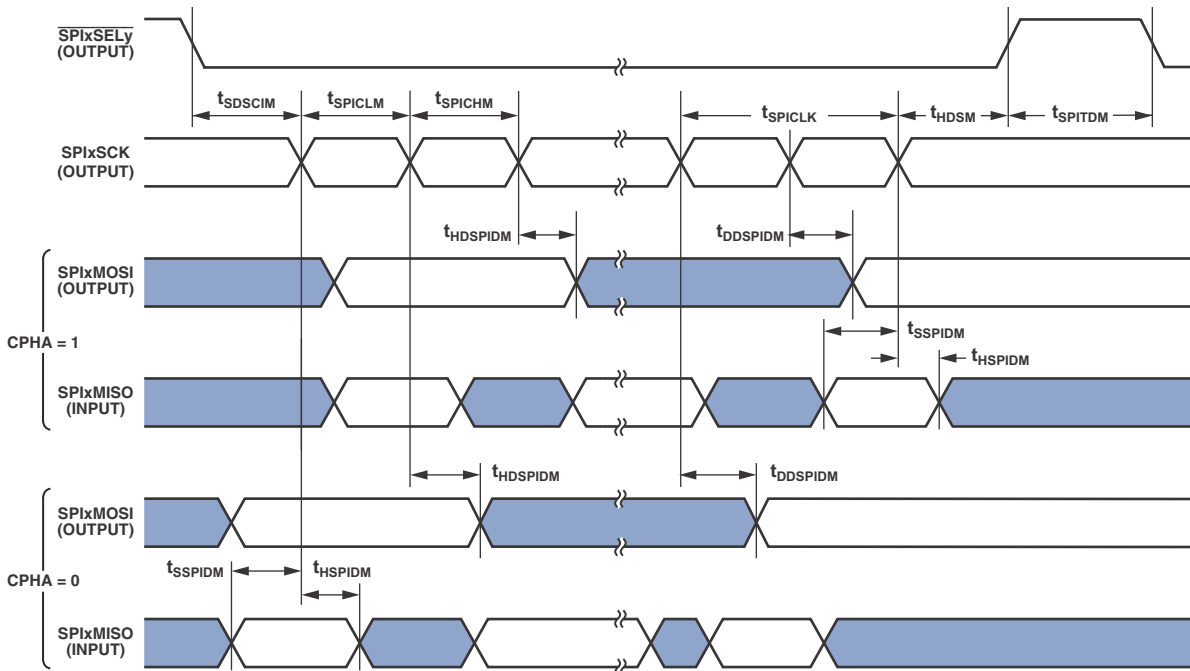 SPIxSELy
(OUTPUT)
tSDSCIM
tSPICLM
tSPICHM
tSPICLK
tHDSM
tSPITDM
SPIxSCK
(OUTPUT)
tHDSPIDM
tDDSPIDM
SPIxMOSI
(OUTPUT)
CPHA = 1
tSSPIDM
tHSPIDM
SPIxMISO
(INPUT)
tHDSPIDM
tDDSPIDM
SPIxMOSI
(OUTPUT)
CPHA = 0
tSSPIDM
tHSPIDM
SPIxMISO
(INPUT)